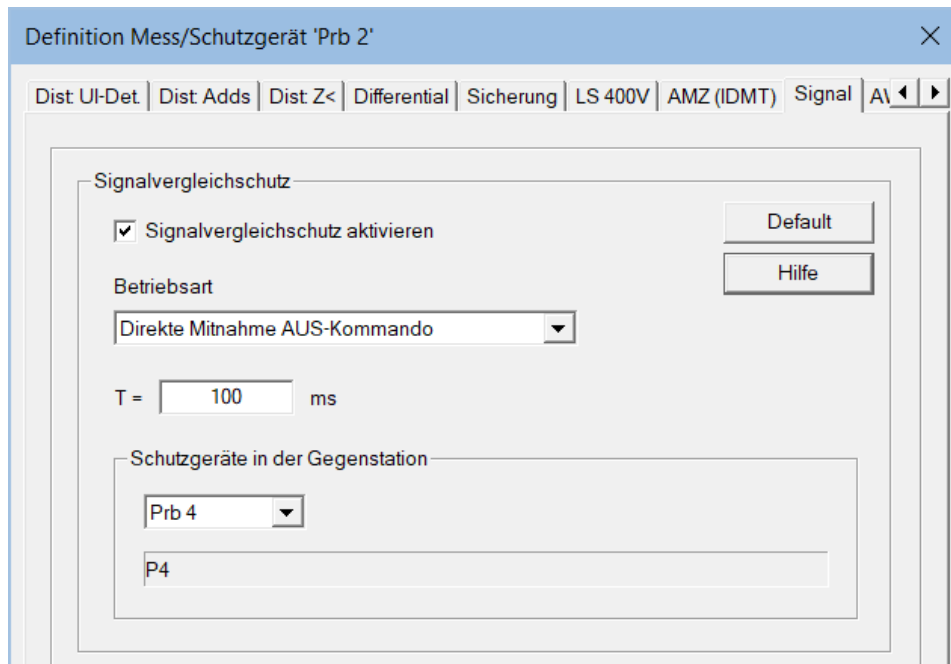 Definition Mess/Schutzgerät 'Prb 2'
Dist: UI-Det. Dist: Adds Dist: Z< Differential Sicherung LS 400V AMZ (IDMT) Signal
Signalvergleichschutz
Signalvergleichschutz aktivieren
Default
Hilfe
Betriebsart
Direkte Mitnahme AUS-Kommando
T = 100 ms
Schutzgeräte in der Gegenstation
Prb 4
P4